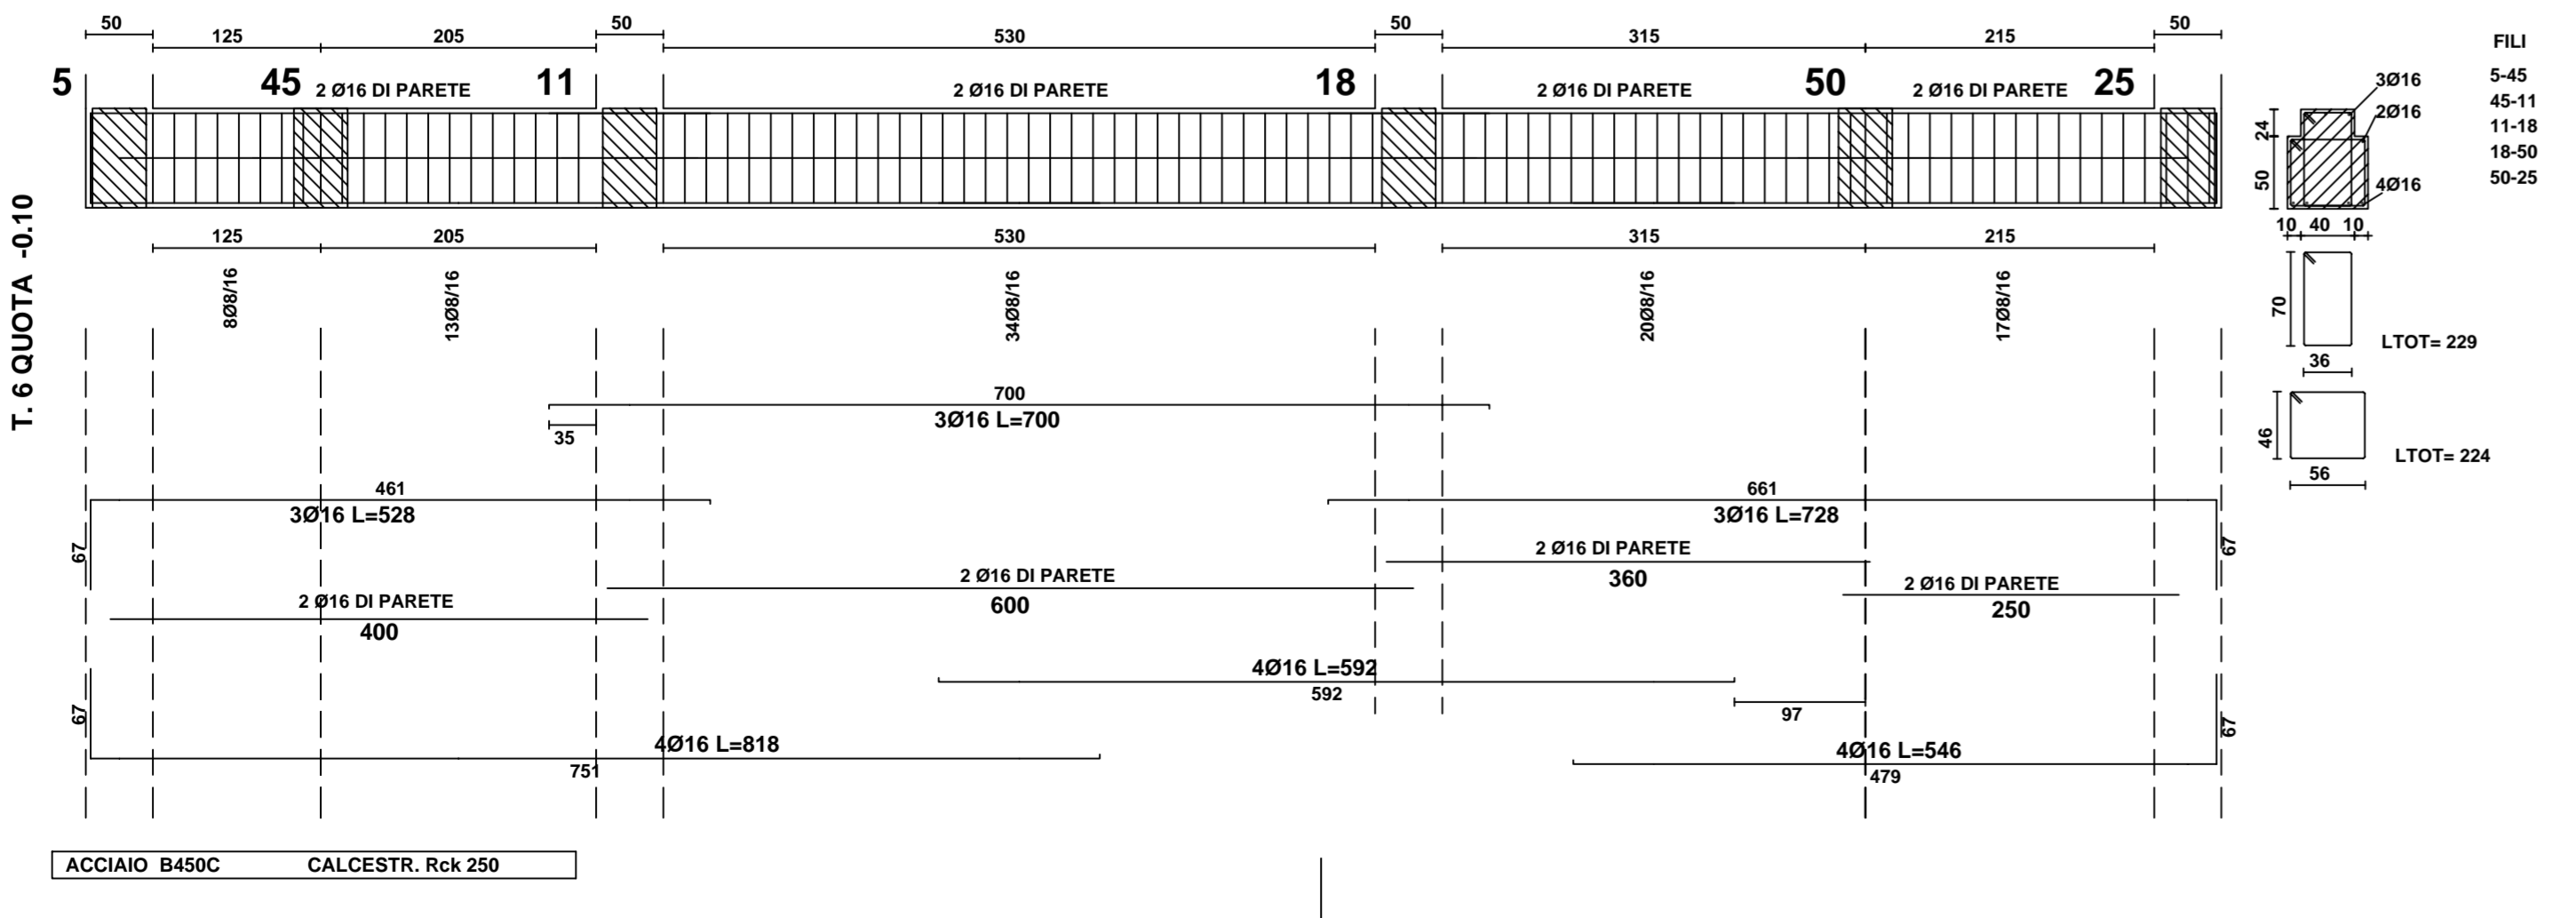 50 50 50 50
125 205 530 315 215
5 45 11 18 50 25
2 Ø16 DI PARETE 2 Ø16 DI PARETE 2 Ø16 DI PARETE 2 Ø16 DI PARETE
FILI
5-45
45-11
11-18
18-50
50-25
3Ø16
2Ø16
4Ø16
24
50
10 40 10
T. 6 QUOTA -0.10
125 205 530 315 215
8Ø8/16 13Ø8/16 34Ø8/16 20Ø8/16 17Ø8/16
70
36
LTOT= 229
46
56
LTOT= 224
700
3Ø16 L=700
35
461
3Ø16 L=528
67
661
3Ø16 L=728
67
2 Ø16 DI PARETE
360
2 Ø16 DI PARETE
600
2 Ø16 DI PARETE
250
2 Ø16 DI PARETE
400
4Ø16 L=592
592
97
67
4Ø16 L=818
751
4Ø16 L=546
479
67
ACCIAIO B450C CALCESTR. Rck 250